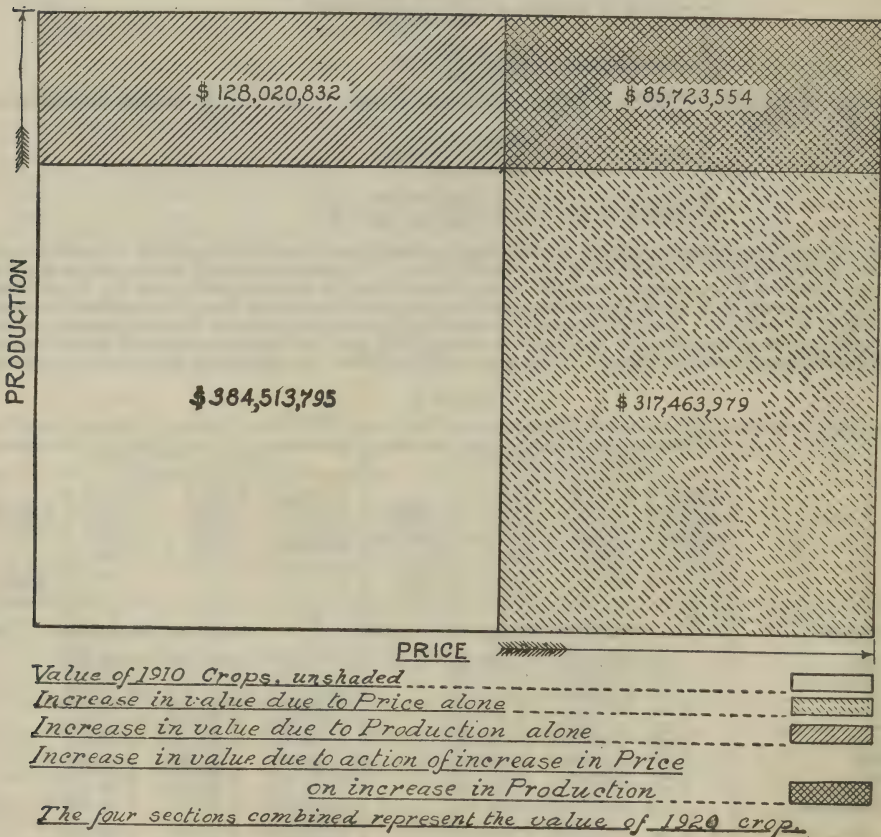 $ 128,020,832
$ 85,723,554
PRODUCTION
$ 384,513,795
$ 317,463,979
PRICE
Value of 1910 Crops, unshaded
Increase in value due to Price alone
Increase in value due to Production alone
Increase in value due to action of increase in Price
on increase in Production
The four sections combined represent the value of 1920 crop.